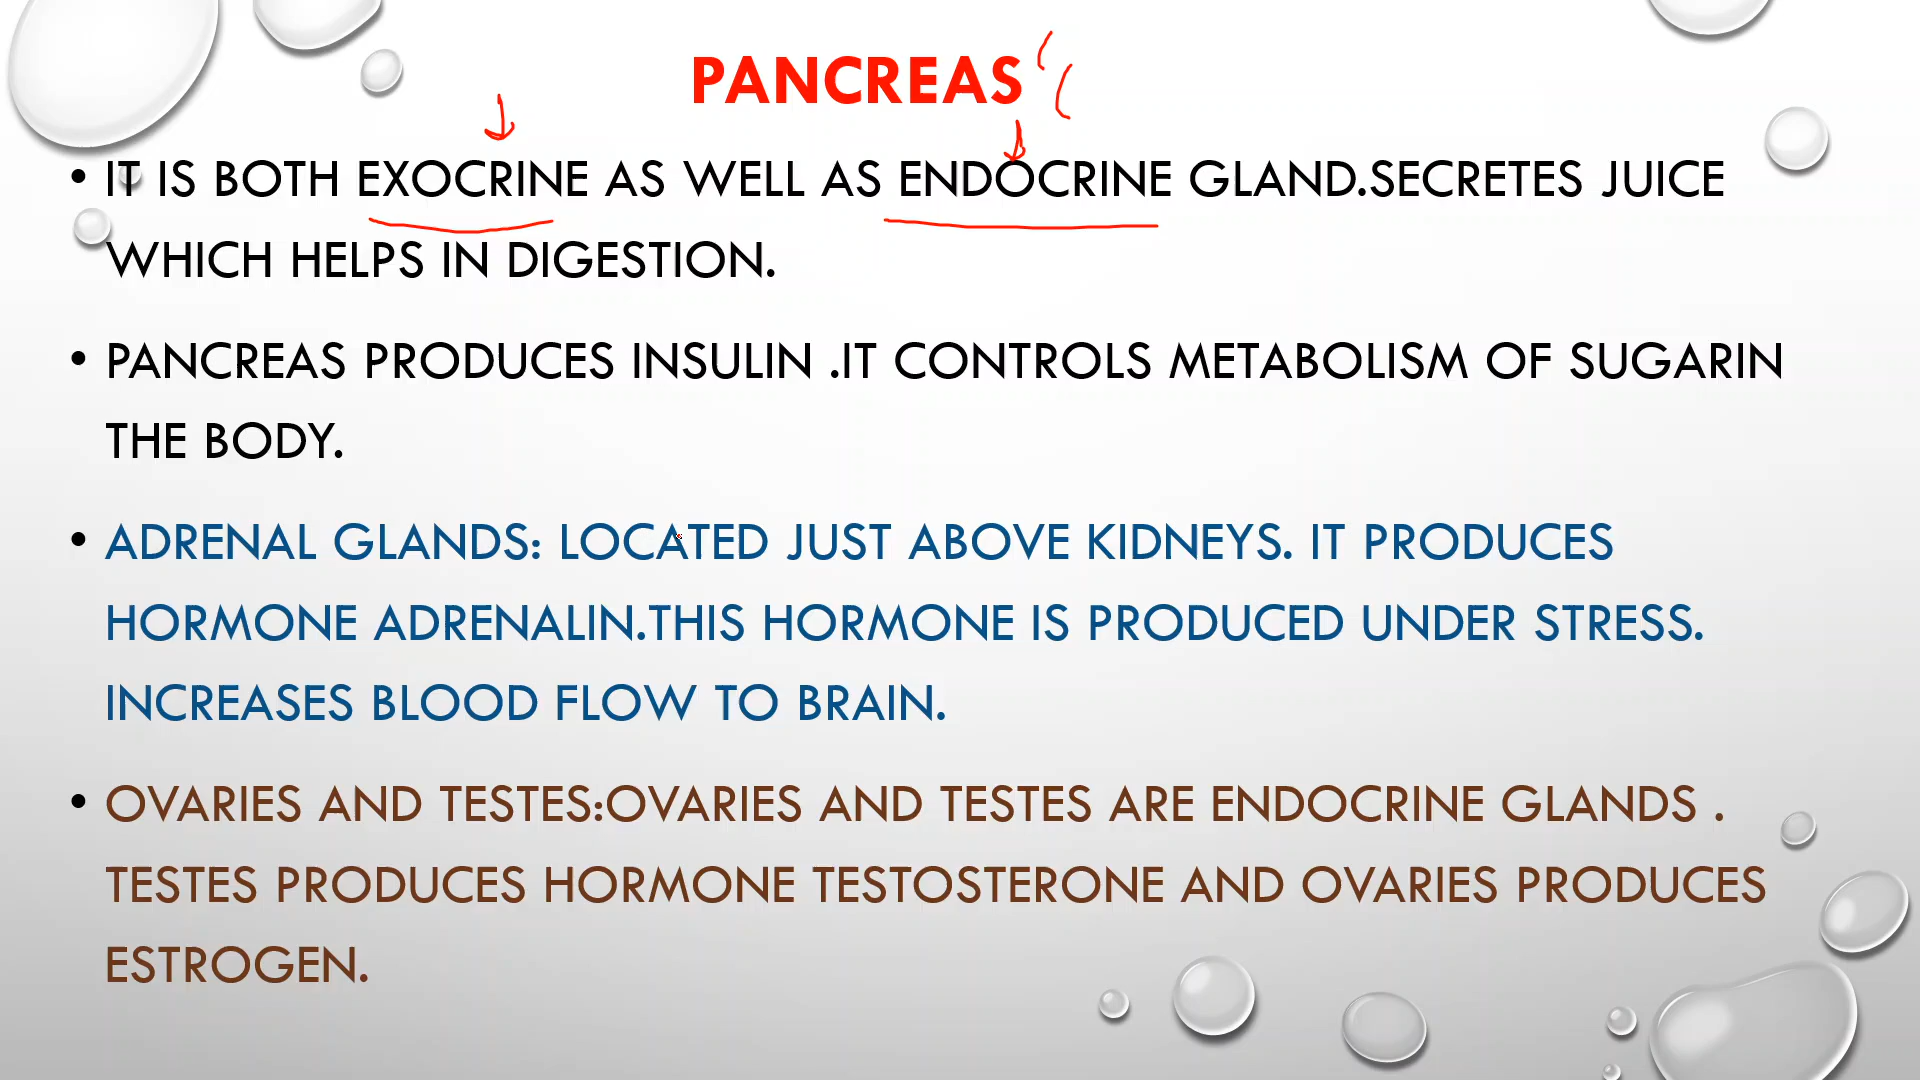 PANCREAS
• IT IS BOTH EXOCRINE AS WELL AS ENDOCRINE GLAND.SECRETES JUICE
WHICH HELPS IN DIGESTION.
• PANCREAS PRODUCES INSULIN .IT CONTROLS METABOLISM OF SUGARIN
THE BODY.
• ADRENAL GLANDS: LOCATED JUST ABOVE KIDNEYS. IT PRODUCES
HORMONE ADRENALIN.THIS HORMONE IS PRODUCED UNDER STRESS.
INCREASES BLOOD FLOW TO BRAIN.
• OVARIES AND TESTES:OVARIES AND TESTES ARE ENDOCRINE GLANDS .
TESTES PRODUCES HORMONE TESTOSTERONE AND OVARIES PRODUCES
ESTROGEN.